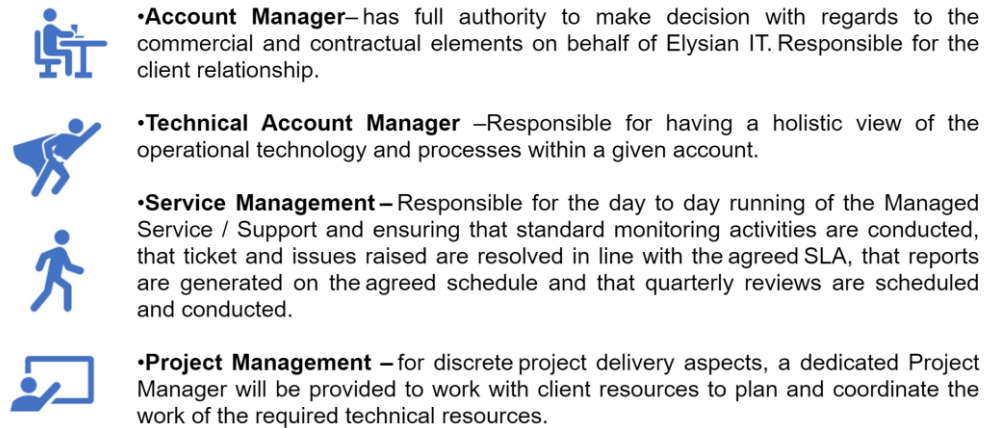 •Account Manager– has full authority to make decision with regards to the
commercial and contractual elements on behalf of Elysian IT. Responsible for the
client relationship.
•Technical Account Manager –Responsible for having a holistic view of the
operational technology and processes within a given account.
•Service Management – Responsible for the day to day running of the Managed
Service / Support and ensuring that standard monitoring activities are conducted,
that ticket and issues raised are resolved in line with the agreed SLA, that reports
are generated on the agreed schedule and that quarterly reviews are scheduled
and conducted.
•Project Management – for discrete project delivery aspects, a dedicated Project
Manager will be provided to work with client resources to plan and coordinate the
work of the required technical resources.